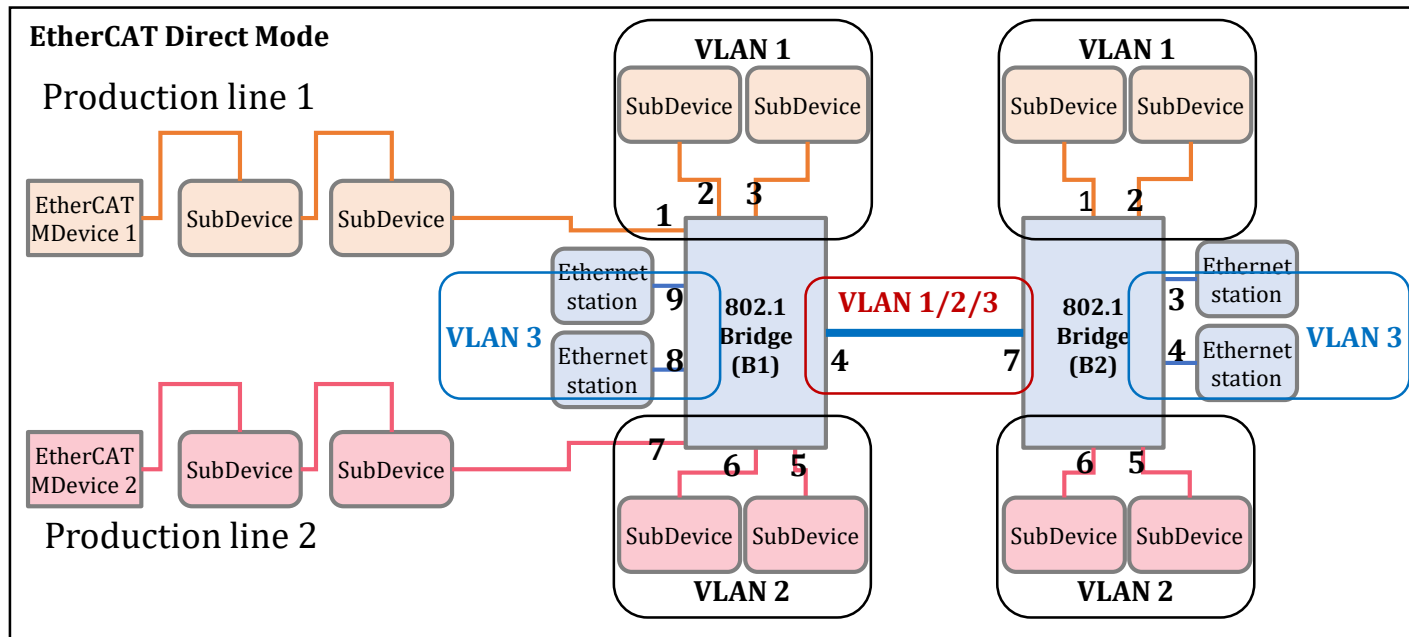 EtherCAT Direct Mode
Production line 1
VLAN 1
SubDevice
SubDevice
VLAN 1
SubDevice
SubDevice
EtherCAT
MDevice 1
SubDevice
SubDevice
1
2
3
1
2
Ethernet
station
9
Ethernet
station
8
VLAN 3
802.1
Bridge
(B1)
VLAN 1/2/3
4
7
802.1
Bridge
(B2)
3
Ethernet
station
4
Ethernet
station
VLAN 3
EtherCAT
MDevice 2
SubDevice
SubDevice
Production line 2
7
6
5
SubDevice
SubDevice
VLAN 2
6
5
SubDevice
SubDevice
VLAN 2